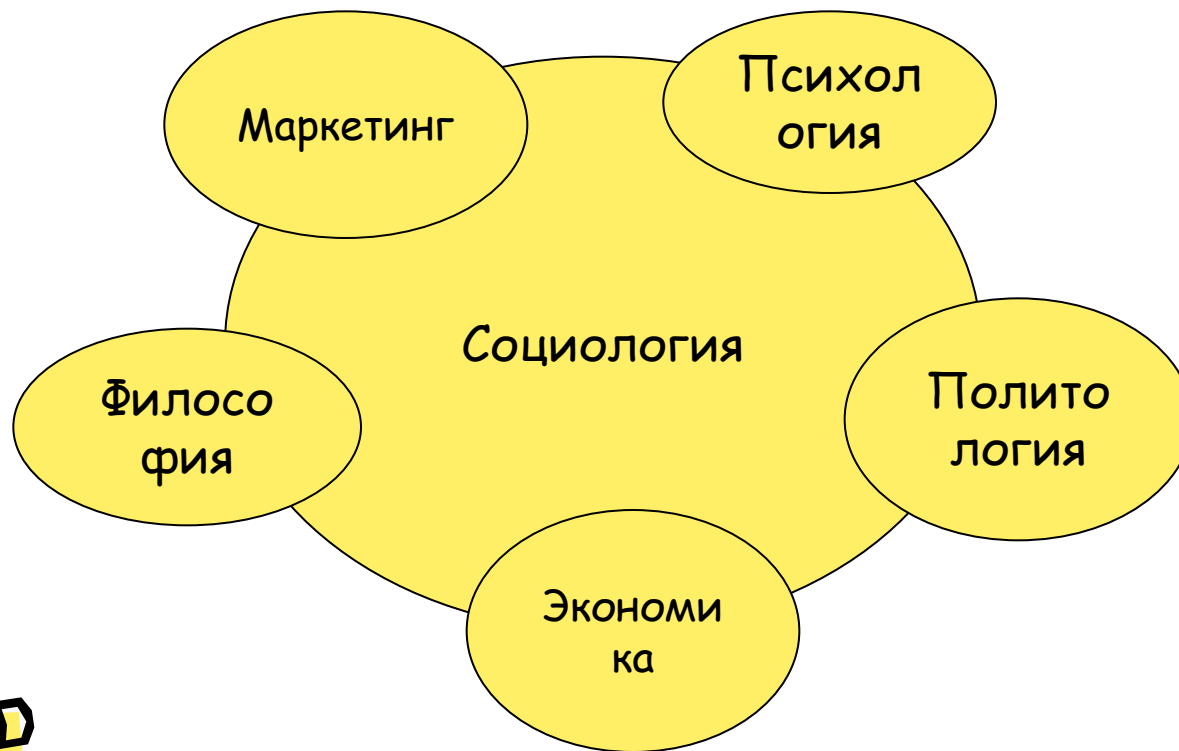 Маркетинг
Психол
огия
Социология
Филосо
фия
Полито
логия
Экономи
ка